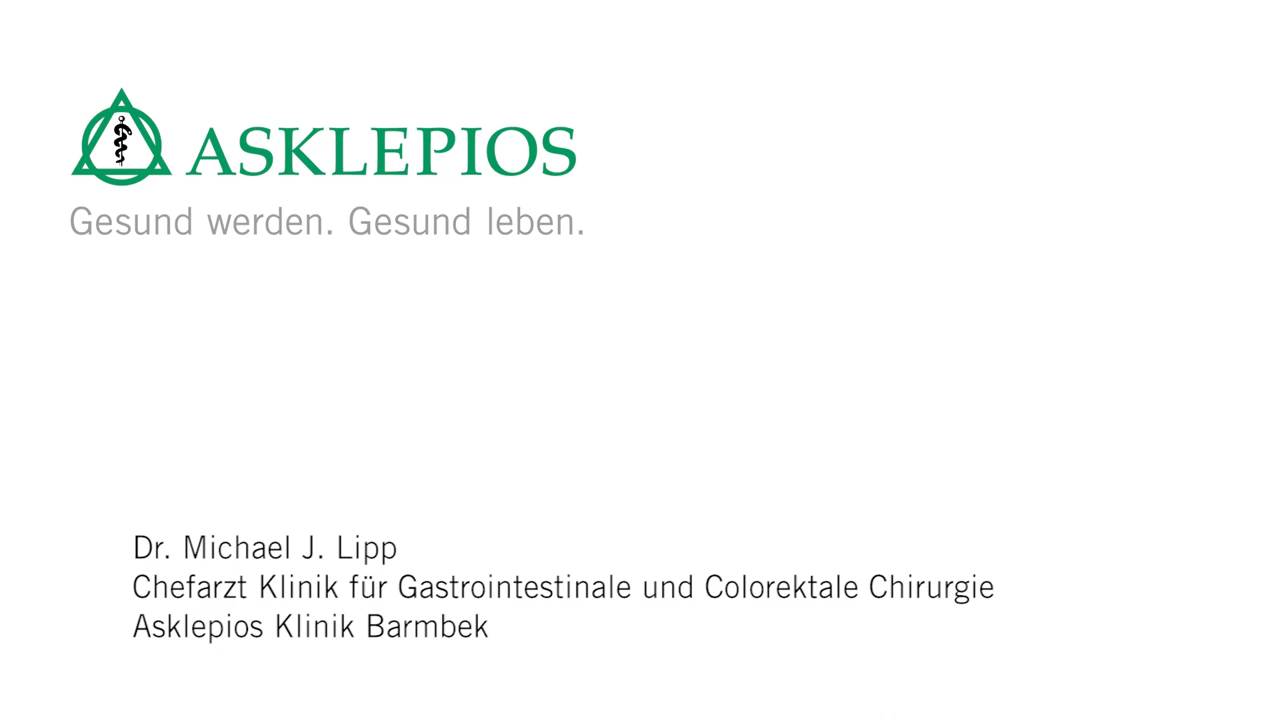 ASKLEPIOS
Gesund werden. Gesund leben.
Dr. Michael J. Lipp
Chefarzt Klinik für Gastrointestinale und Colorektale Chirurgie
Asklepios Klinik Barmbek